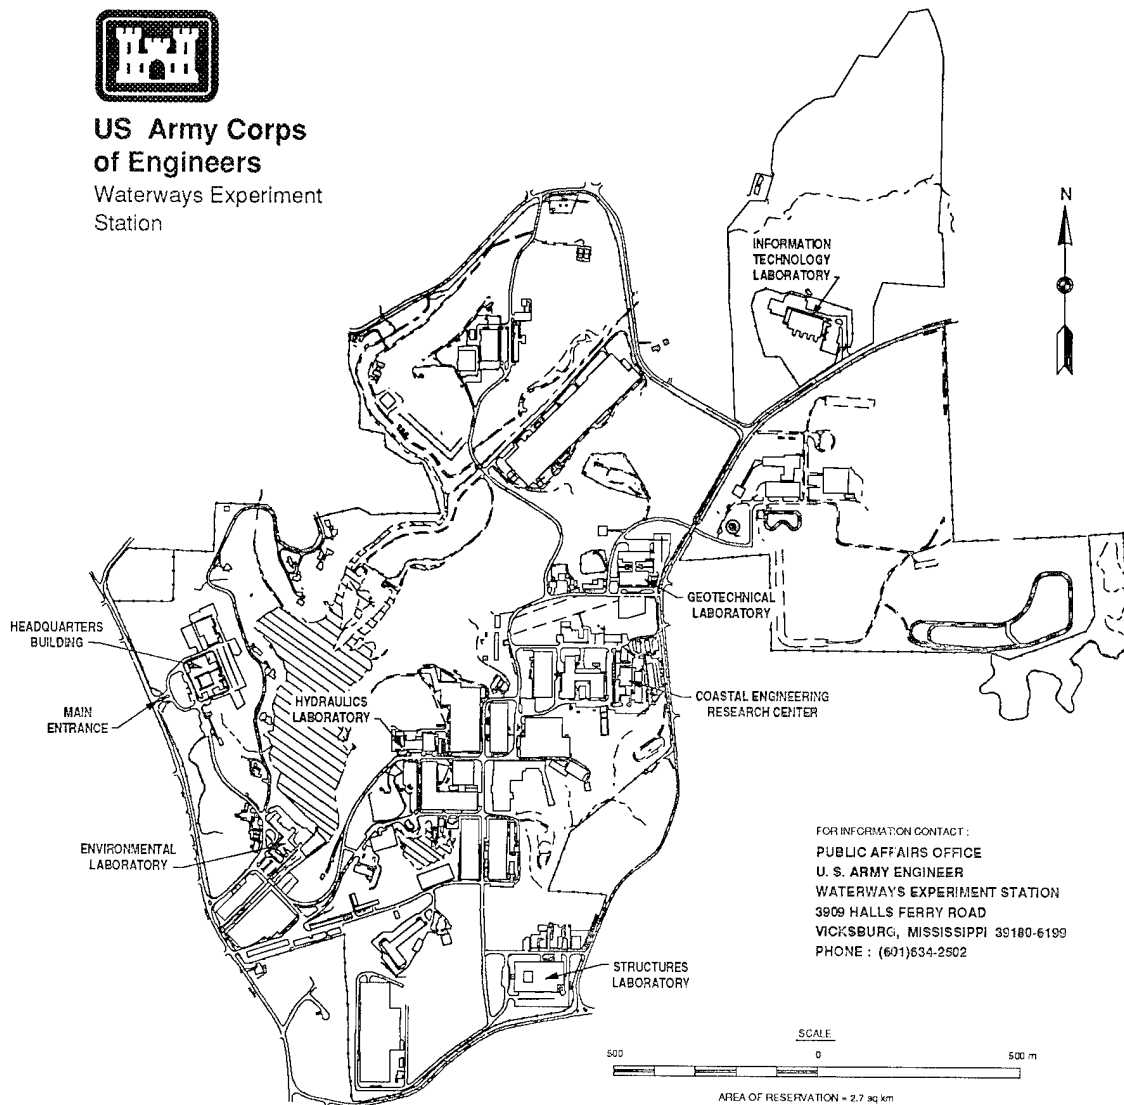 US Army Corps
of Engineers
Waterways Experiment
Station
N
INFORMATION
TECHNOLOGY
LABORATORY
GEOTECHNICAL
LABORATORY
HEADQUARTERS
BUILDING
MAIN
ENTRANCE
HYDRAULICS
LABORATORY
COASTAL ENGINEERING
RESEARCH CENTER
ENVIRONMENTAL
LABORATORY
STRUCTURES
LABORATORY
FOR INFORMATION CONTACT :
PUBLIC AFFAIRS OFFICE
U. S. ARMY ENGINEER
WATERWAYS EXPERIMENT STATION
3909 HALLS FERRY ROAD
VICKSBURG, MISSISSIPPI 39180-6199
PHONE : (601)634-2502
SCALE
500 0 500 m
AREA OF RESERVATION = 2.7 sq km